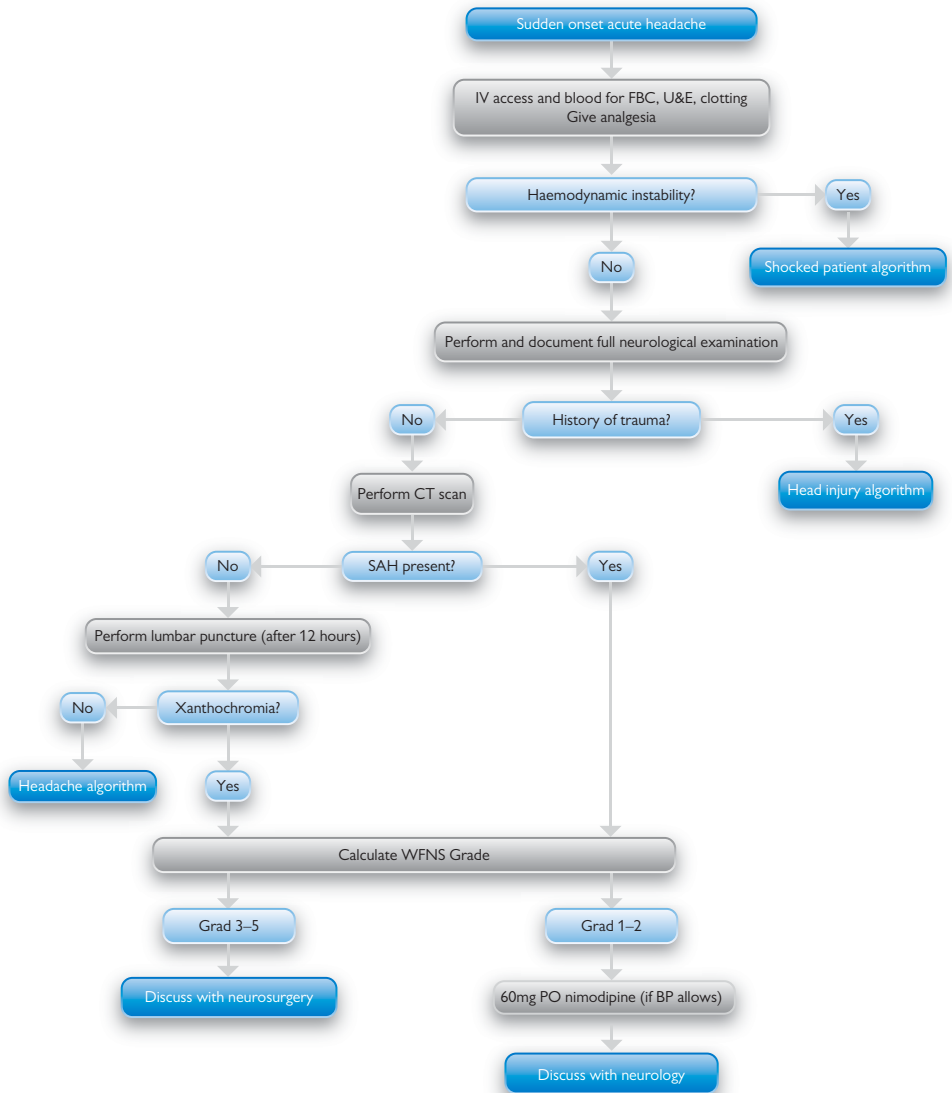 Sudden onset acute headache
IV access and blood for FBC, U&E, clotting
Give analgesia
Haemodynamic instability?
Yes
No
Shocked patient algorithm
Perform and document full neurological examination
No
History of trauma?
Yes
Perform CT scan
Head injury algorithm
No
SAH present?
Yes
Perform lumbar puncture (after 12 hours)
No
Xanthochromia?
Headache algorithm
Yes
Calculate WFNS Grade
Grad 3–5
Grad 1–2
Discuss with neurosurgery
60mg PO nimodipine (if BP allows)
Discuss with neurology